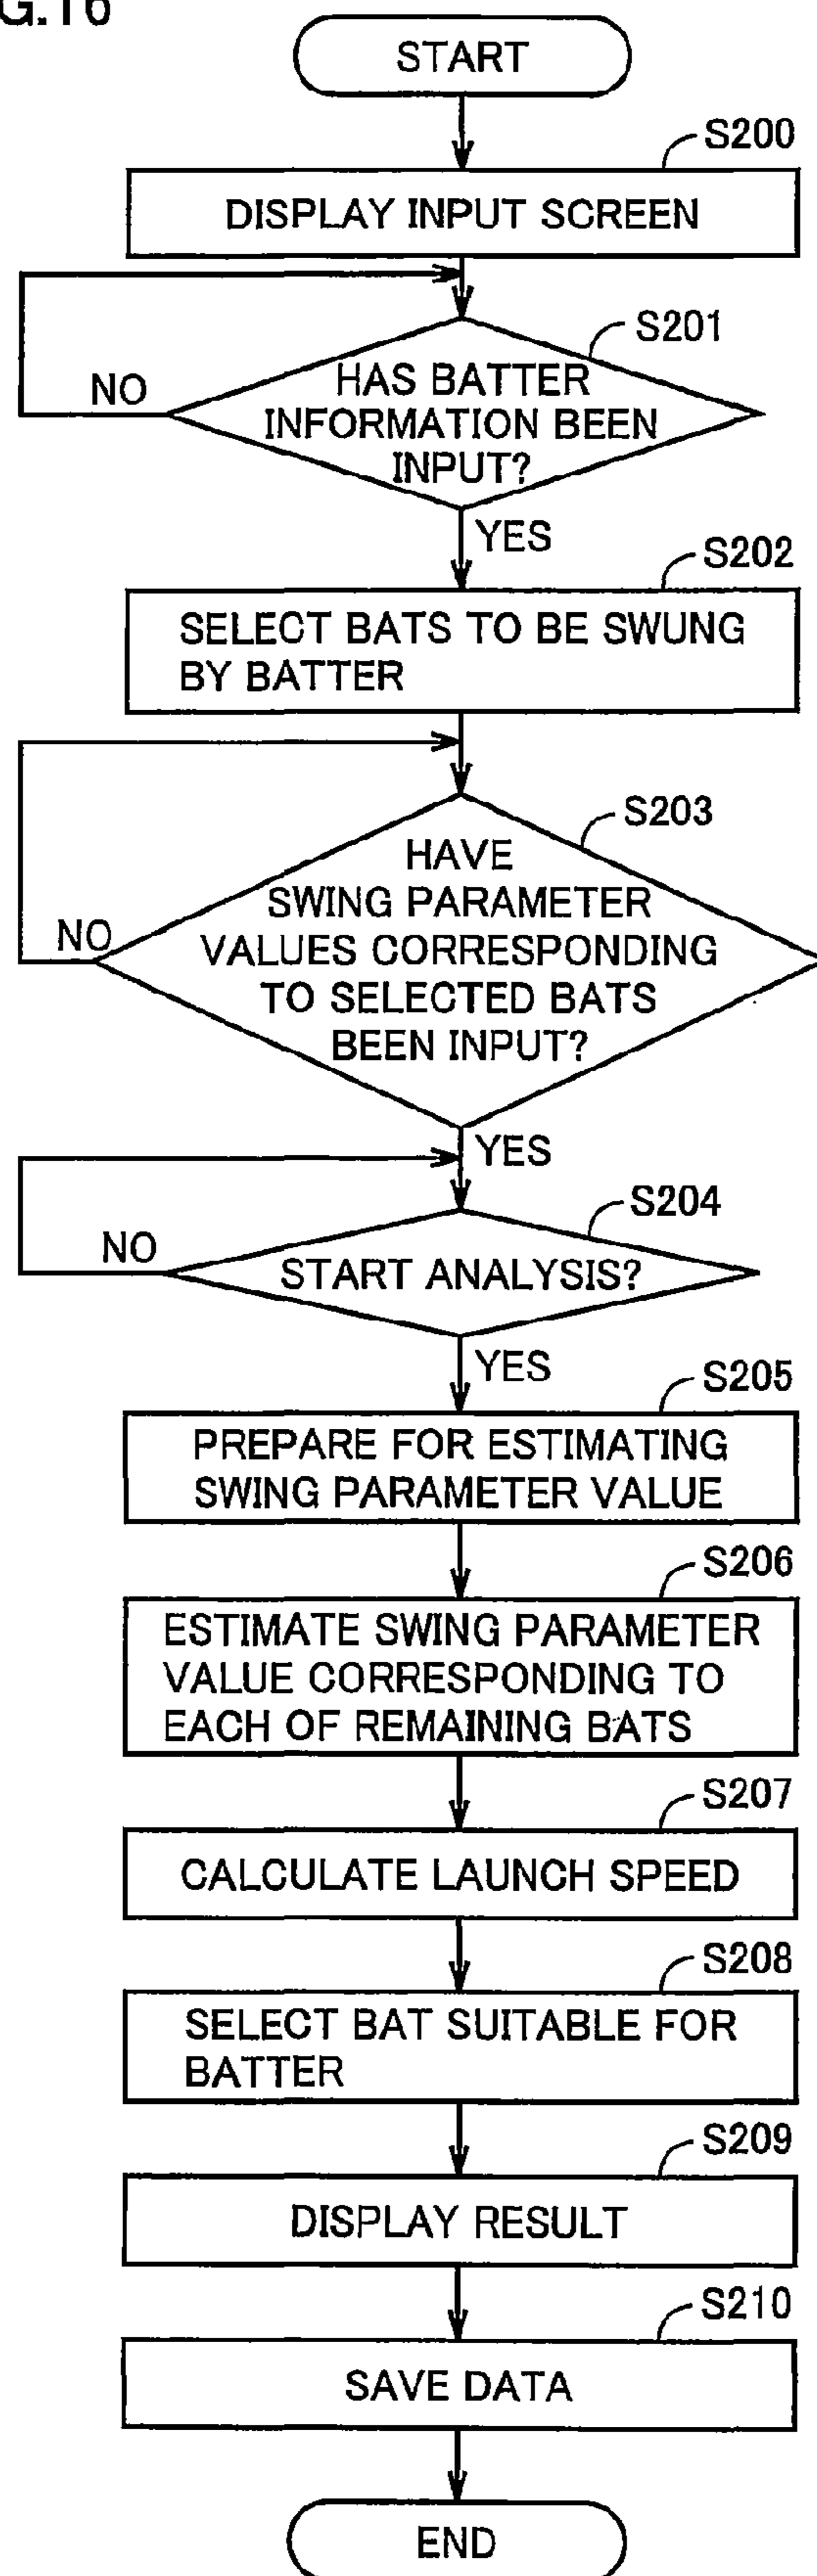 G.16
START
S200
DISPLAY INPUT SCREEN
S201
HAS BATTER
INFORMATION BEEN
INPUT?
NO
YES
S202
SELECT BATS TO BE SWUNG
BY BATTER
S203
HAVE
SWING PARAMETER
VALUES CORRESPONDING
TO SELECTED BATS
BEEN INPUT?
NO
YES
S204
START ANALYSIS?
NO
YES
S205
PREPARE FOR ESTIMATING
SWING PARAMETER VALUE
S206
ESTIMATE SWING PARAMETER
VALUE CORRESPONDING TO
EACH OF REMAINING BATS
S207
CALCULATE LAUNCH SPEED
S208
SELECT BAT SUITABLE FOR
BATTER
S209
DISPLAY RESULT
S210
SAVE DATA
END